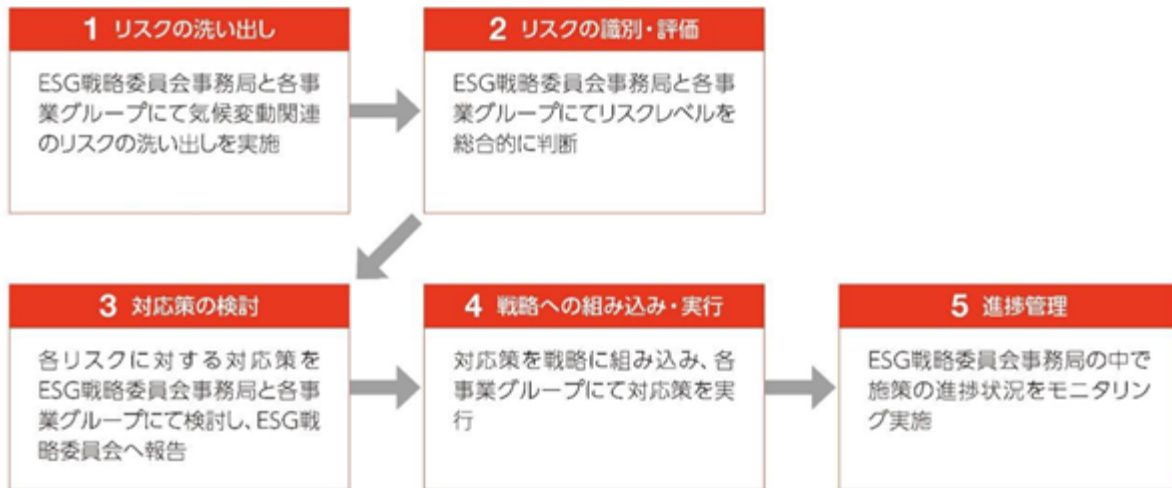 1 リスクの洗い出し
ESG戦略委員会事務局と各事
業グループにて気候変動関連
のリスクの洗い出しを実施
2 リスクの識別・評価
ESG戦略委員会事務局と各事
業グループにてリスクレベルを
総合的に判断
3 対応策の検討
各リスクに対する対応策を
ESG戦略委員会事務局と各事
業グループにて検討し、ESG戦
略委員会へ報告
4 戦略への組み込み・実行
対応策を戦略に組み込み、各
事業グループにて対応策を実
行
5 進捗管理
ESG戦略委員会事務局の中で
施策の進捗状況をモニタリン
グ実施